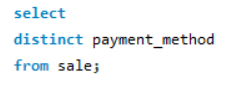 select
distinct payment_method
from sale;